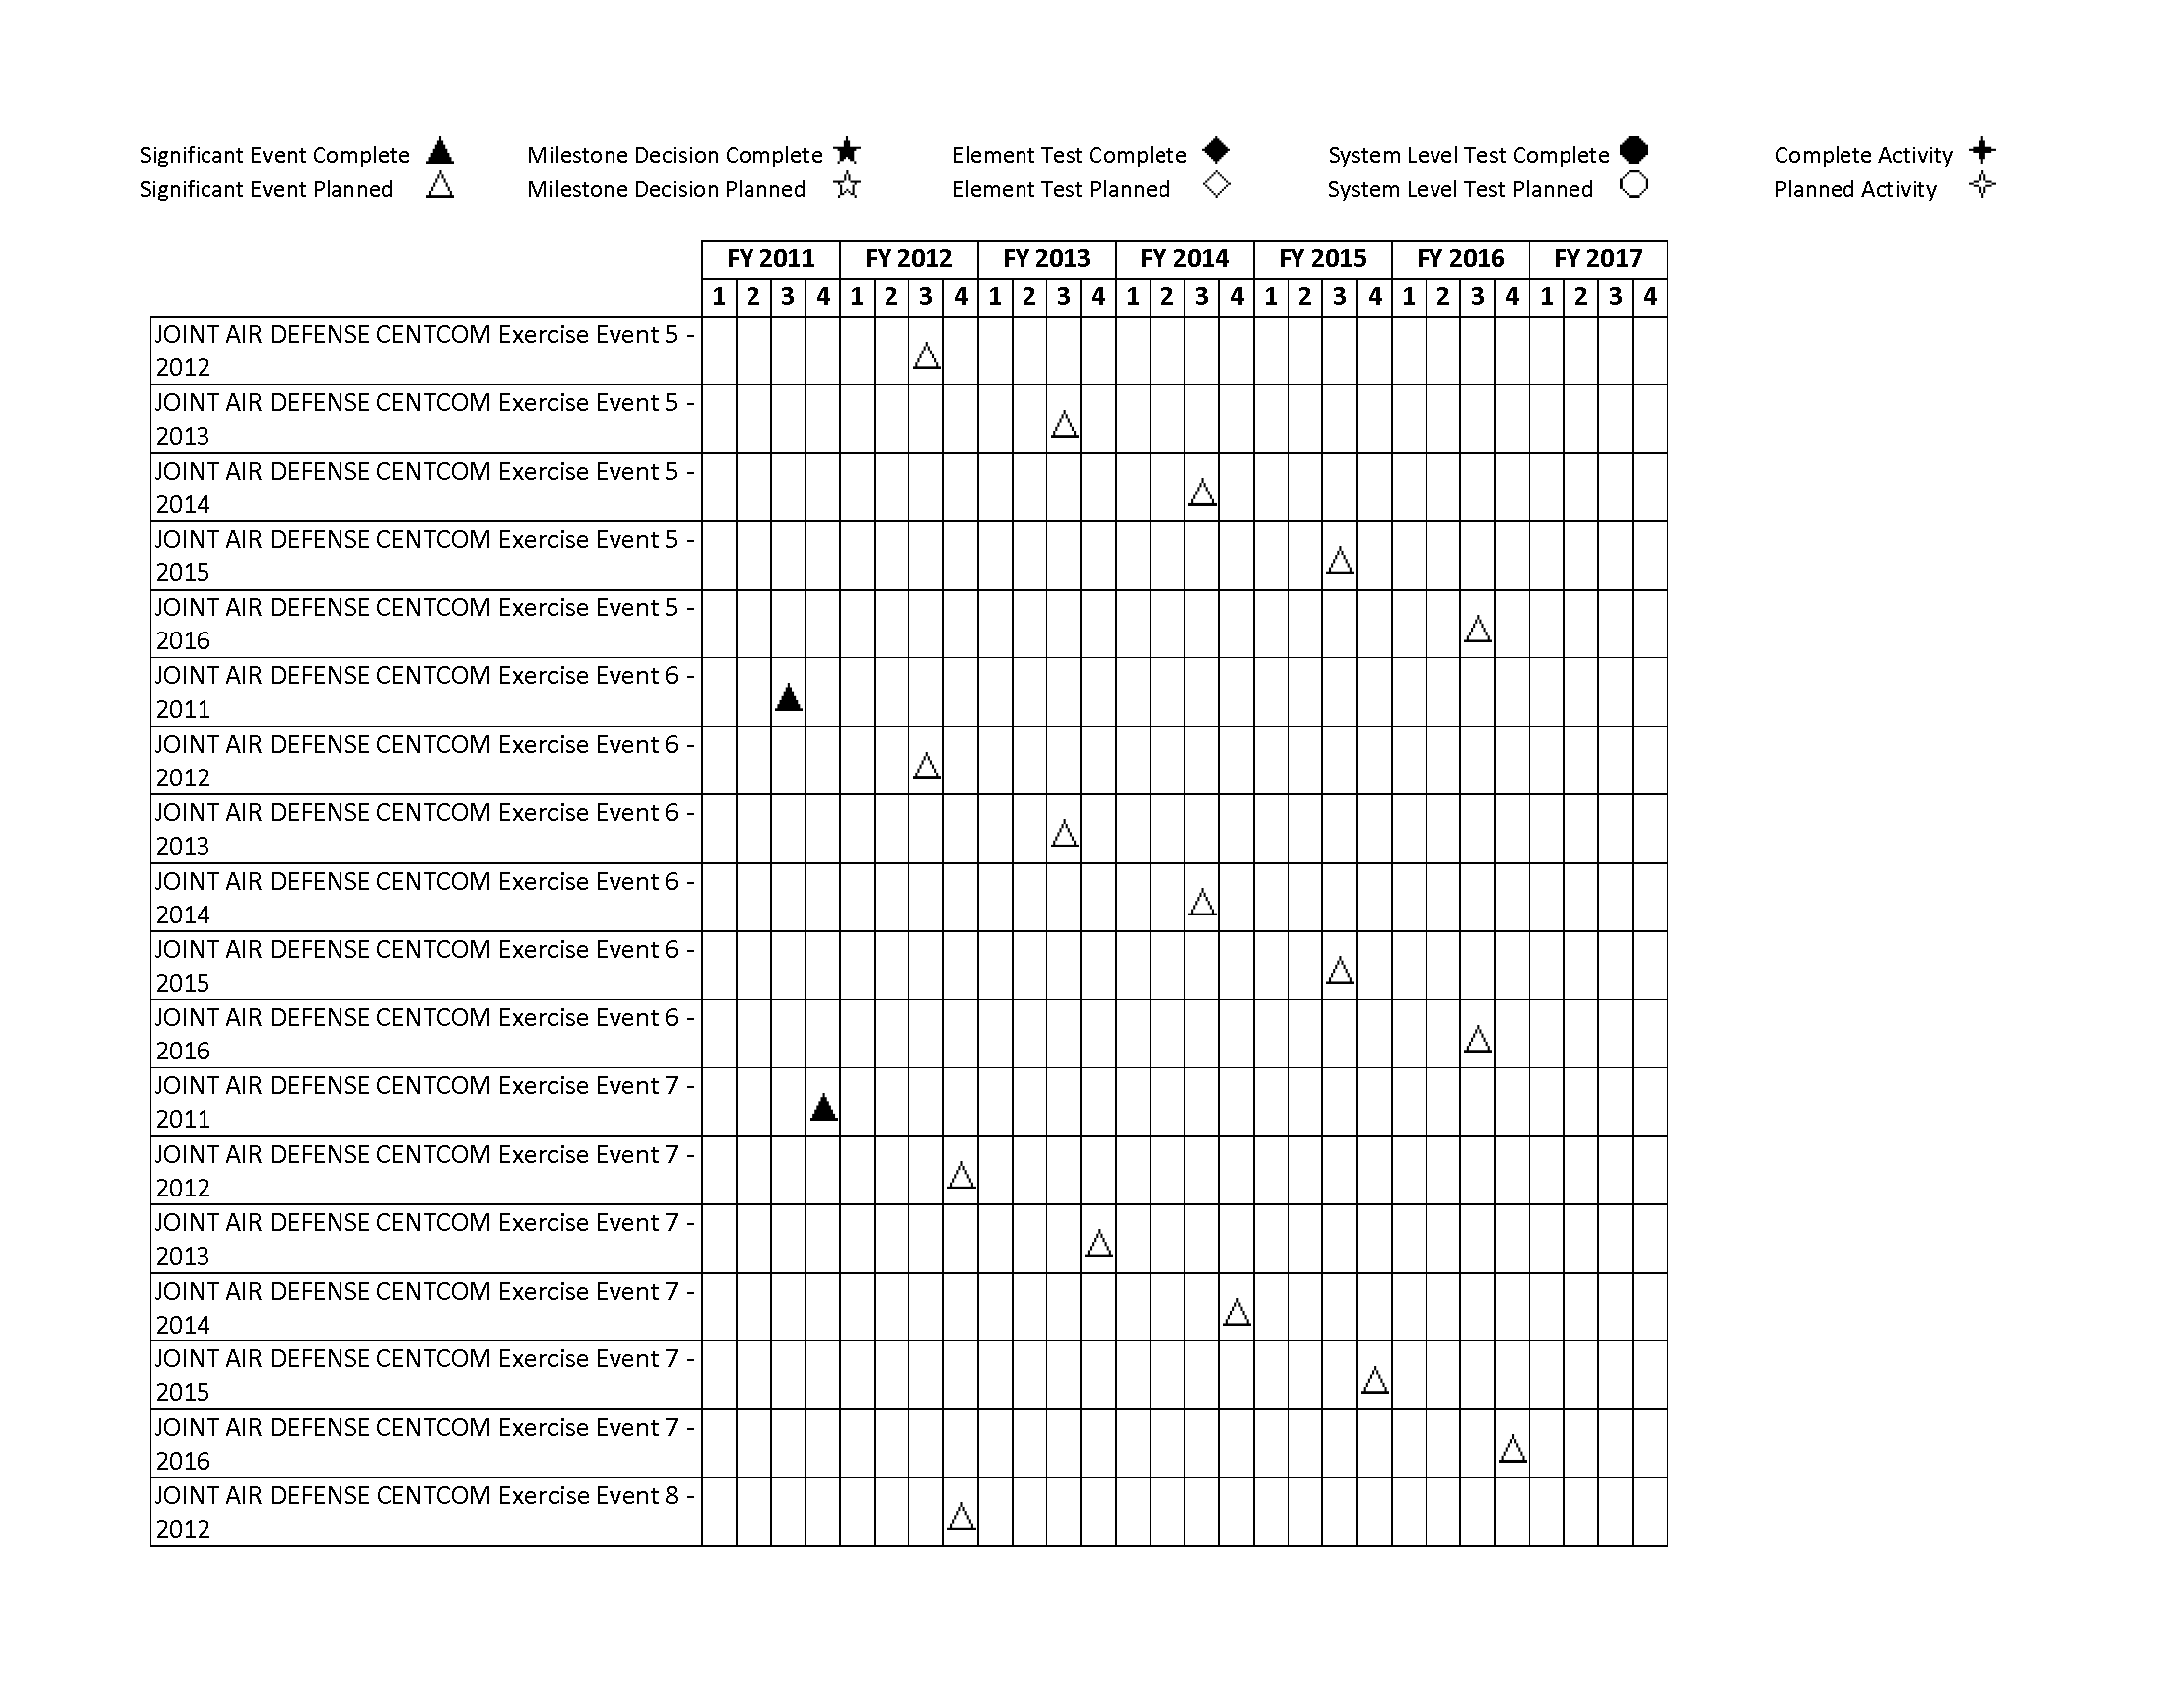 Significant Event Complete Milestone Decision Complete Element Test Complete System Level Test Complete Complete Activity
Significant Event Planned Milestone Decision Planned Element Test Planned System Level Test Planned Planned Activity
FY 2011 FY 2012 FY 2013 FY 2014 FY 2015 FY 2016 FY 2017
1 2 3 4 1 2 3 4 1 2 3 4 1 2 3 4 1 2 3 4 1 2 3 4 1 2 3 4
JOINT AIR DEFENSE CENTCOM Exercise Event 5 -
2012
JOINT AIR DEFENSE CENTCOM Exercise Event 5 -
2013
JOINT AIR DEFENSE CENTCOM Exercise Event 5 -
2014
JOINT AIR DEFENSE CENTCOM Exercise Event 5 -
2015
JOINT AIR DEFENSE CENTCOM Exercise Event 5 -
2016
JOINT AIR DEFENSE CENTCOM Exercise Event 6 -
2011
JOINT AIR DEFENSE CENTCOM Exercise Event 6 -
2012
JOINT AIR DEFENSE CENTCOM Exercise Event 6 -
2013
JOINT AIR DEFENSE CENTCOM Exercise Event 6 -
2014
JOINT AIR DEFENSE CENTCOM Exercise Event 6 -
2015
JOINT AIR DEFENSE CENTCOM Exercise Event 6 -
2016
JOINT AIR DEFENSE CENTCOM Exercise Event 7 -
2011
JOINT AIR DEFENSE CENTCOM Exercise Event 7 -
2012
JOINT AIR DEFENSE CENTCOM Exercise Event 7 -
2013
JOINT AIR DEFENSE CENTCOM Exercise Event 7 -
2014
JOINT AIR DEFENSE CENTCOM Exercise Event 7 -
2015
JOINT AIR DEFENSE CENTCOM Exercise Event 7 -
2016
JOINT AIR DEFENSE CENTCOM Exercise Event 8 -
2012